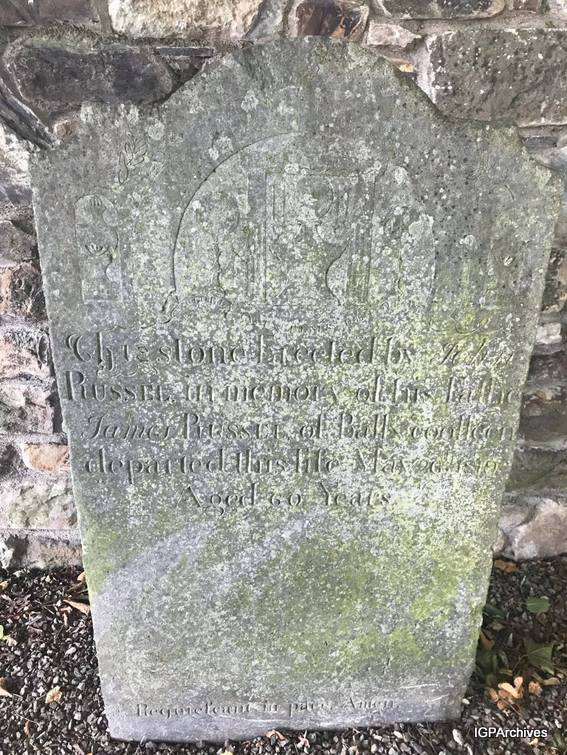 This stone Erected by John
RUSSEL in memory of his Father
James RUSSEL of Ballscoulleen
departed this life May
Aged 60 Years
Requiescant in pace Amen
IGPArchives